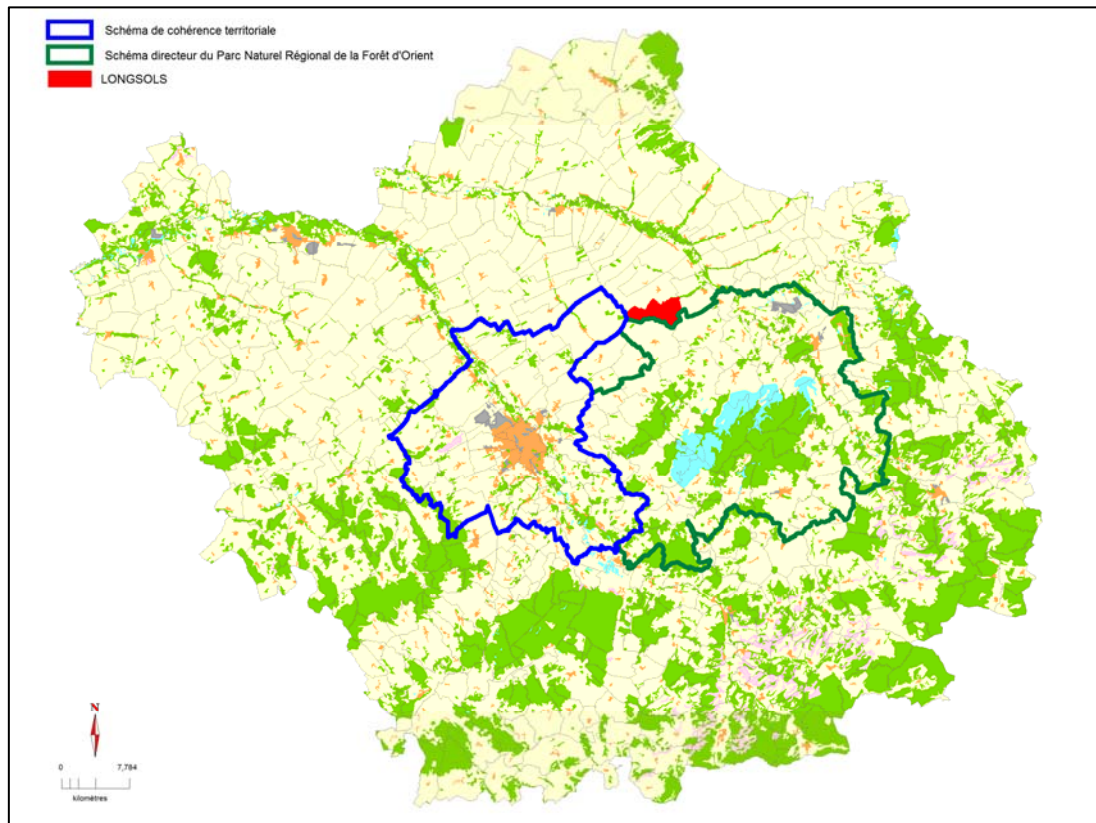 Schéma de cohérence territoriale
Schéma directeur du Parc Naturel Régional de la Forêt d'Orient
LONGSOLS
N
0 7,784
kilomètres